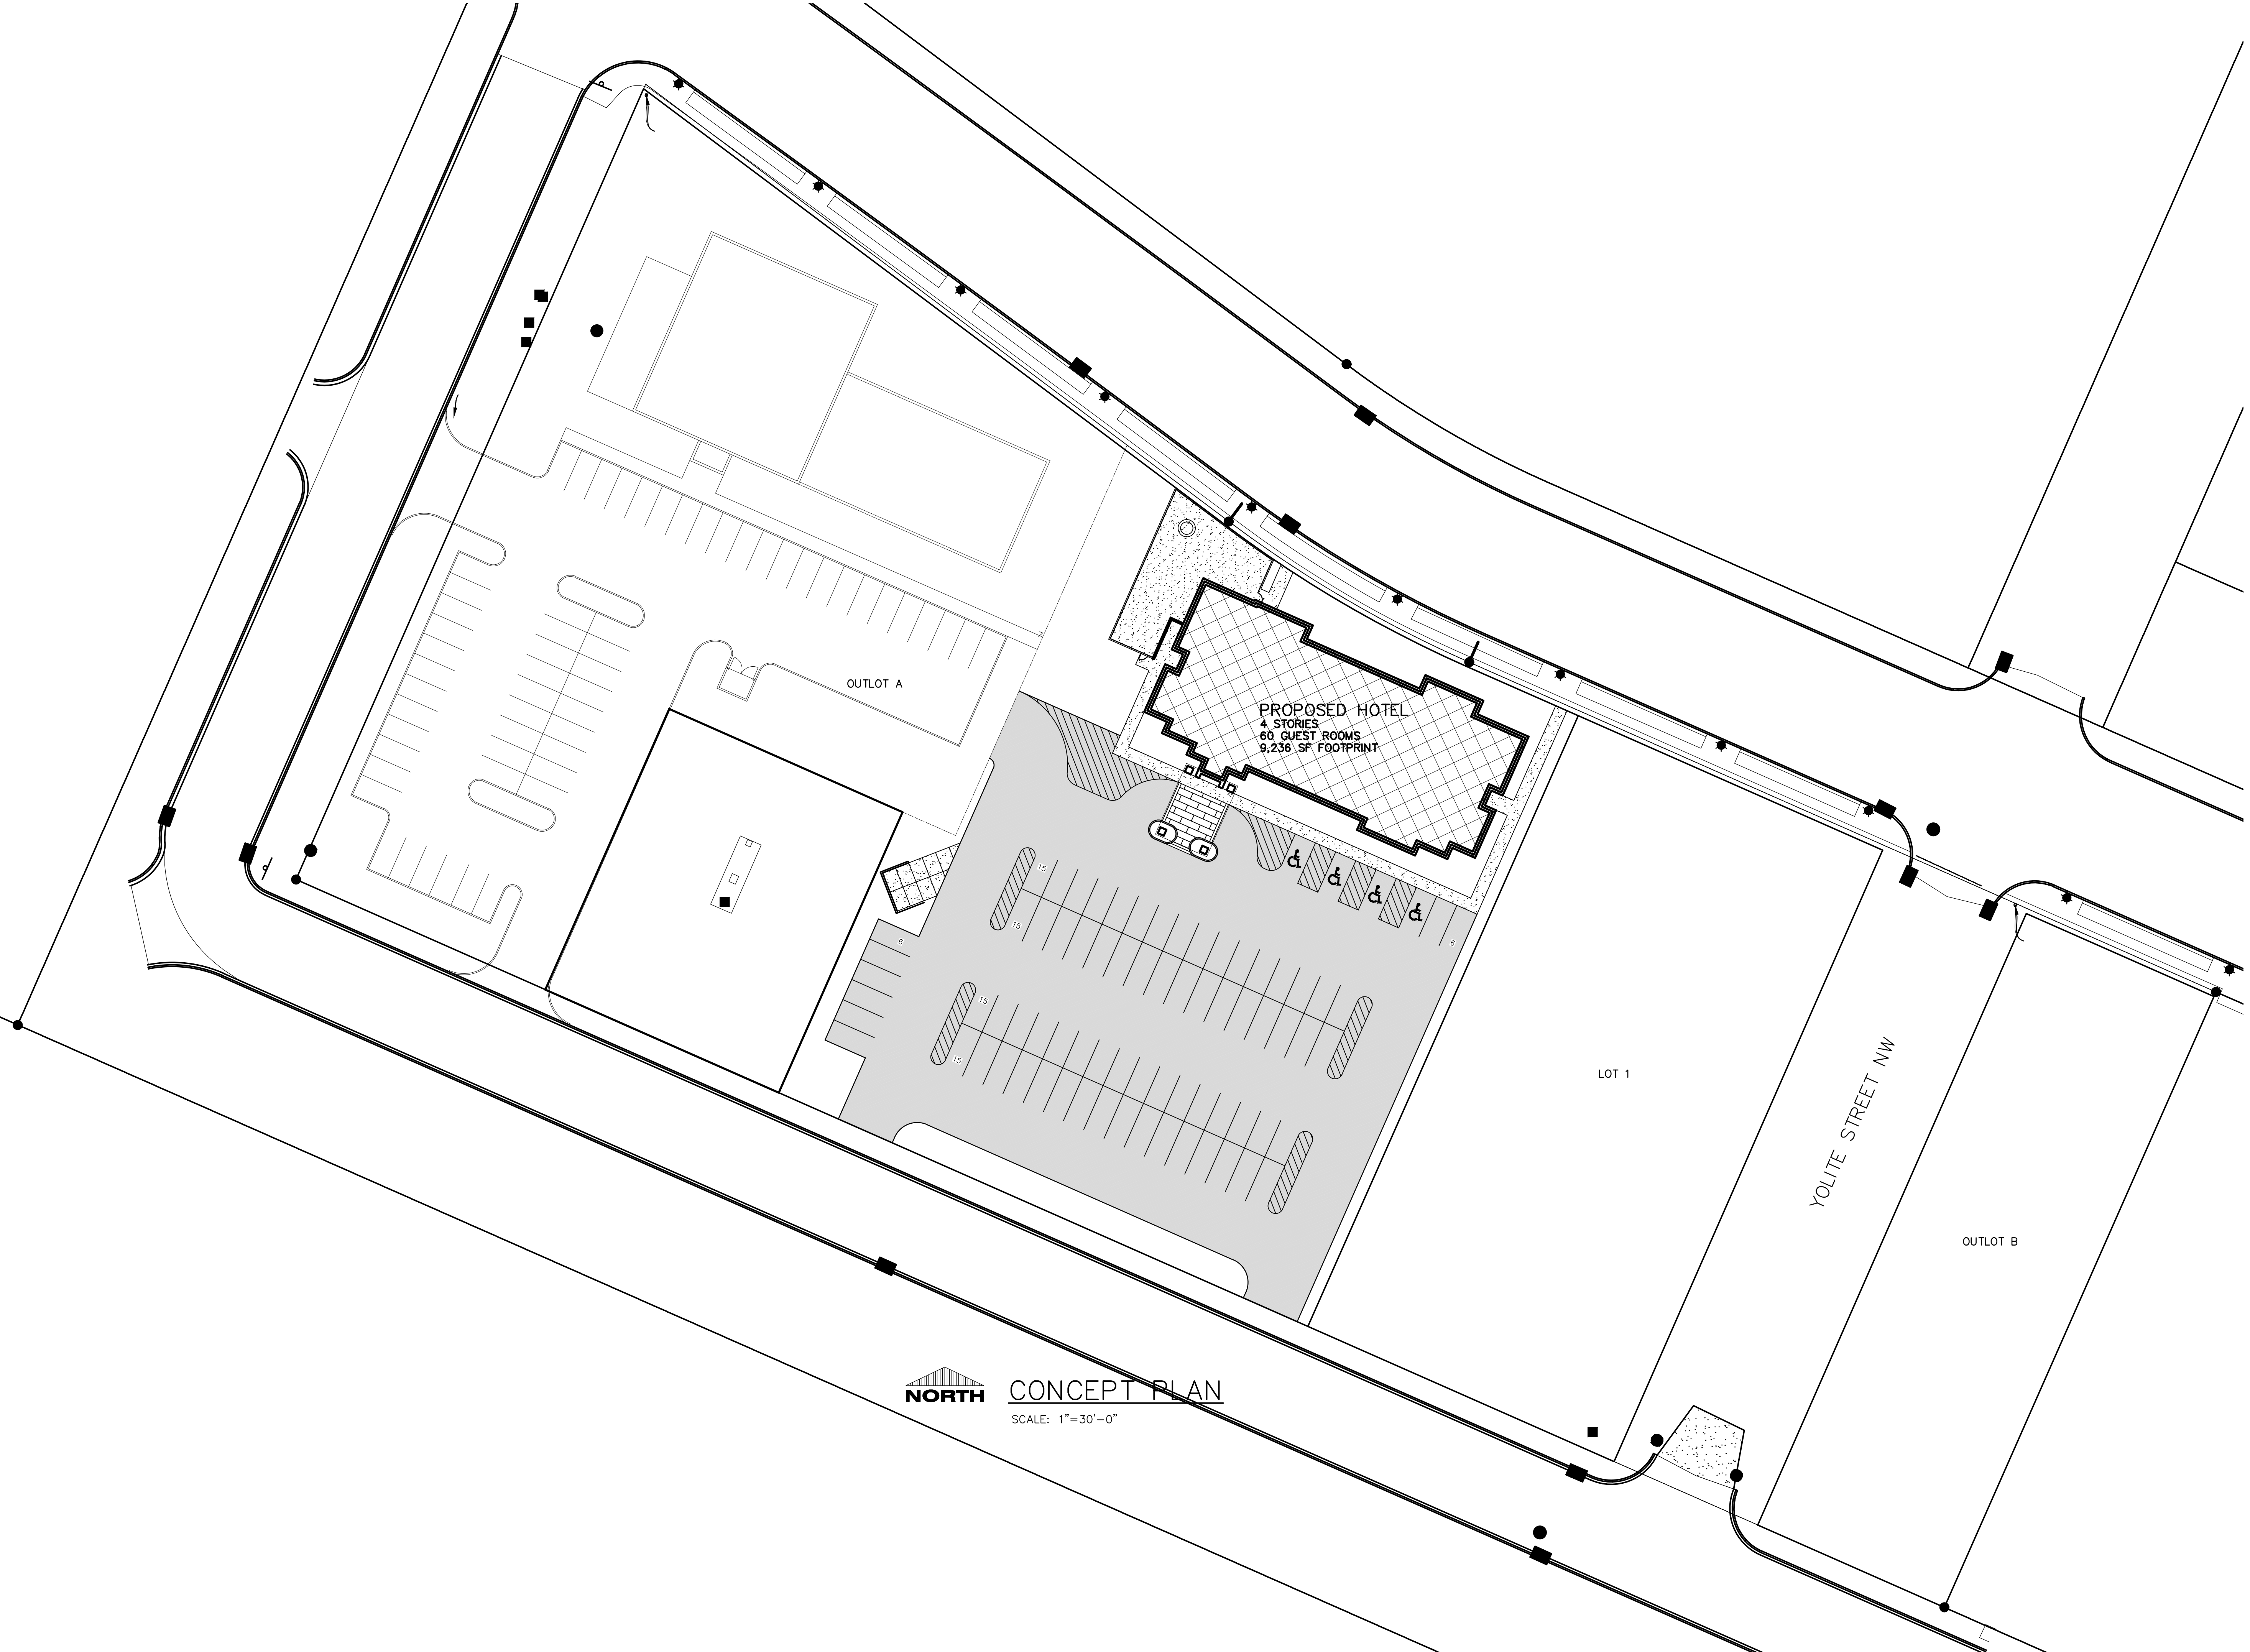 OUTLOT A
PROPOSED HOTEL
4 STORIES
60 GUEST ROOMS
9,236 SF FOOTPRINT
15
15
6
6
15
15
LOT 1
YOLITE STREET NW
OUTLOT B
NORTH
CONCEPT PLAN
SCALE: 1"=30'-0"